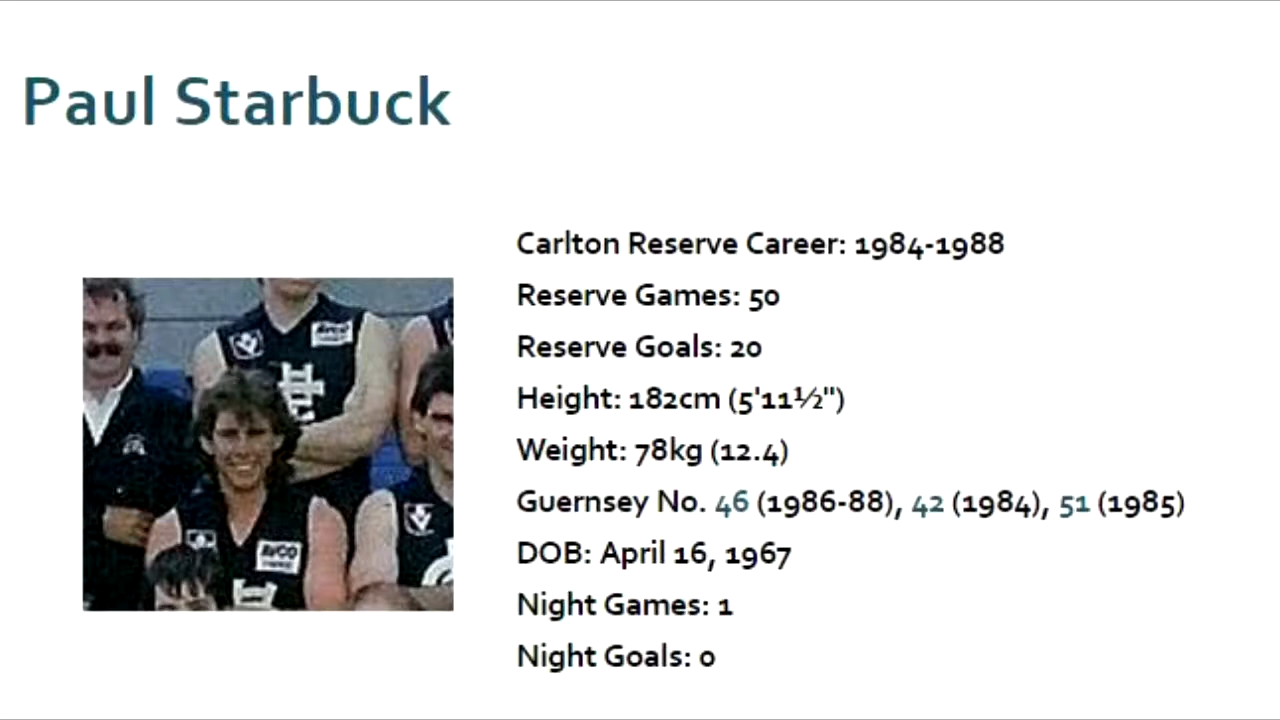 Paul Starbuck
Carlton Reserve Career: 1984-1988
Reserve Games: 50
Reserve Goals: 20
Height: 182cm (5'11½")
Weight: 78kg (12.4)
Guernsey No. 46 (1986-88), 42 (1984), 51 (1985)
DOB: April 16, 1967
Night Games: 1
Night Goals: 0
AVCO
AVCO